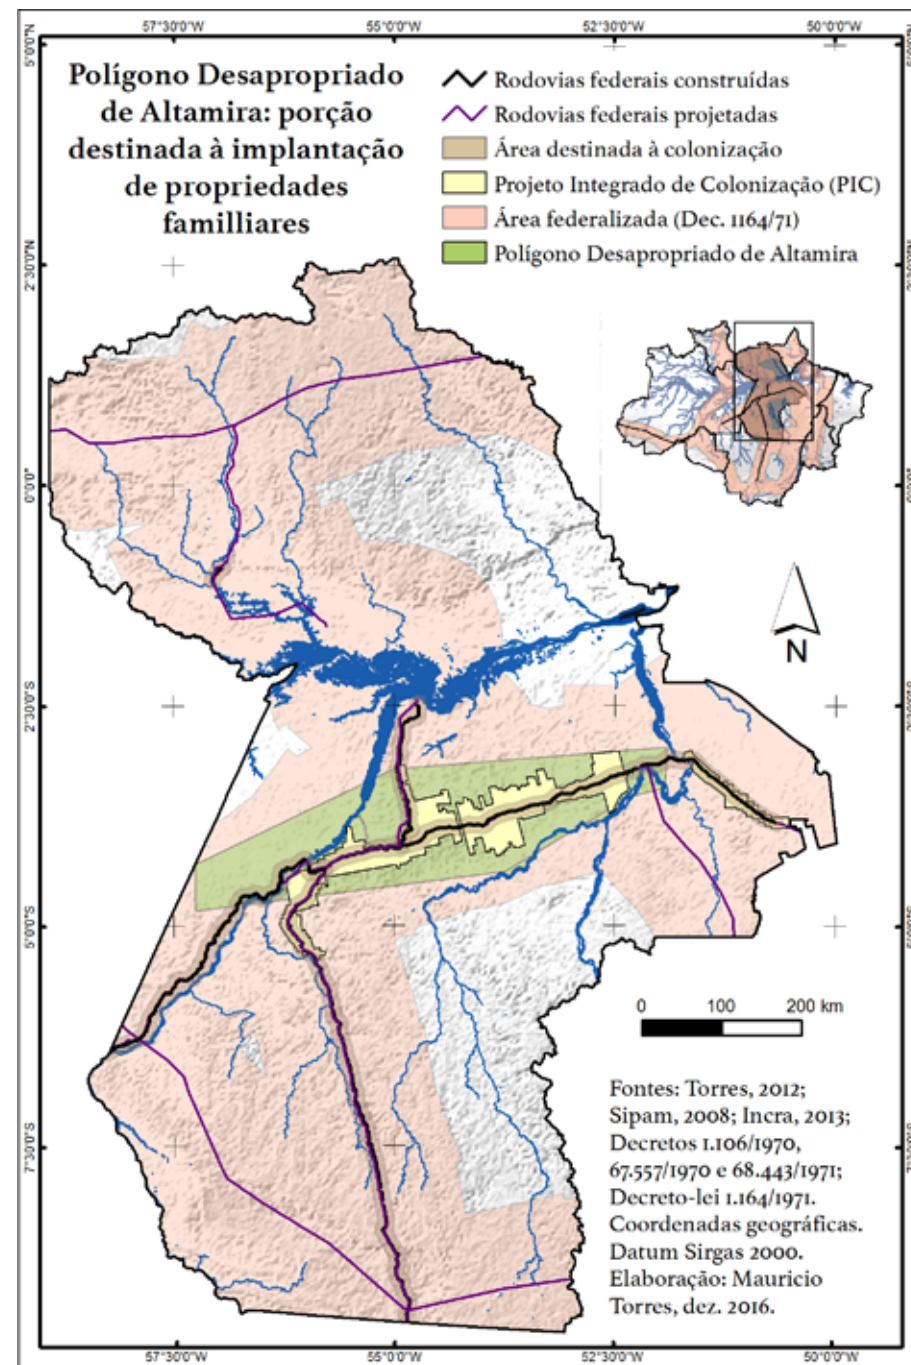 57°30'0"W 55°0'0"W 52°30'0"W 50°0'0"W
5°0'0"N
Polígono Desapropriado
de Altamira: porção
destinada à implantação
de propriedades
familliares
Rodovias federais construídas
Rodovias federais projetadas
Área destinada à colonização
Projeto Integrado de Colonização (PIC)
Área federalizada (Dec. 1164/71)
Polígono Desapropriado de Altamira
2°30'0"N
0°0'0"
N
2°30'0"S
5°0'0"S
0 100 200 km
7°30'0"S
Fontes: Torres, 2012;
Sipam, 2008; Incra, 2013;
Decretos 1.106/1970,
67.557/1970 e 68.443/1971;
Decreto-lei 1.164/1971.
Coordenadas geográficas.
Datum Sirgas 2000.
Elaboração: Mauricio
Torres, dez. 2016.
57°30'0"W 55°0'0"W 52°30'0"W 50°0'0"W